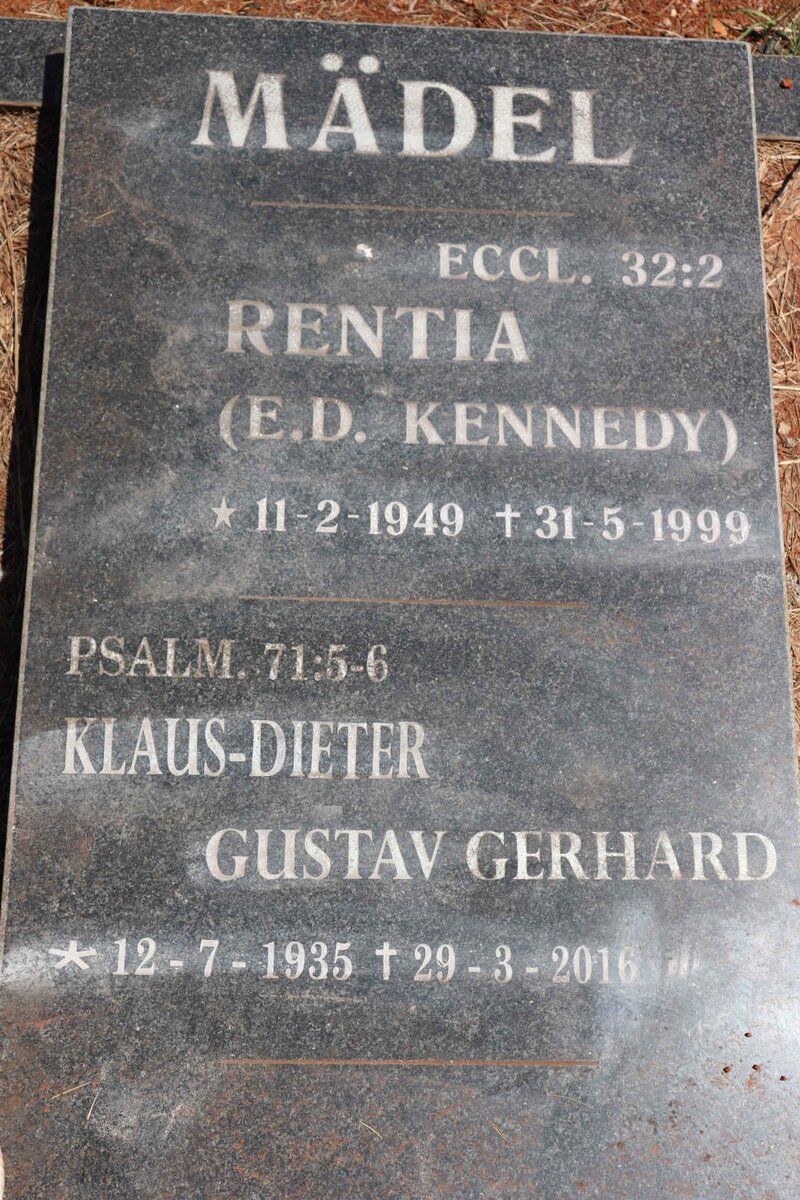 MÄDEL
ECCL. 32:2
RENTIA
(E.D. KENNEDY)
★ 11-2-1949 † 31-5-1999
PSALM. 71:5-6
KLAUS-DIETER
GUSTAV GERHARD
* 12 - 7 - 1935 † 29 - 3 - 2016